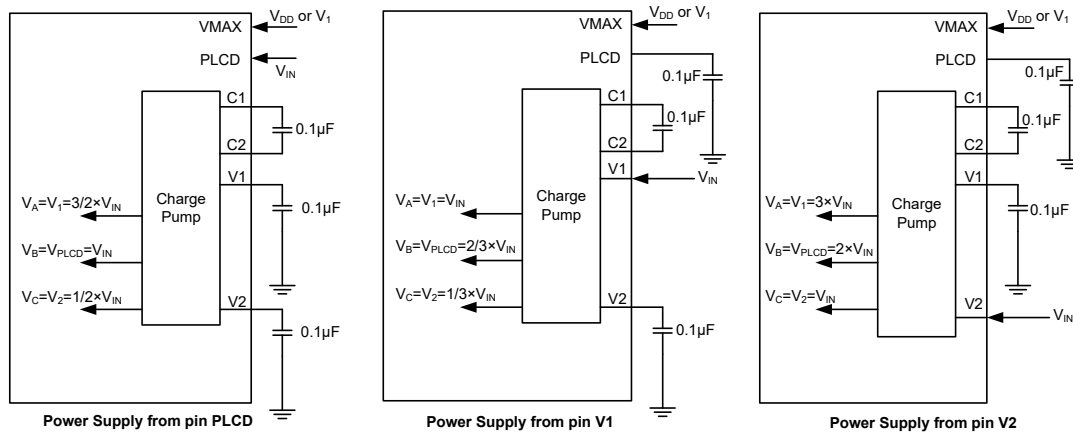 VMAX
V_DD or V_1
PLCD
V_IN
C1
0.1μF
C2
V1
Charge
Pump
V_A=V_1=3/2×V_IN
0.1μF
V_B=V_PLCD=V_IN
V_C=V_2=1/2×V_IN
V2
0.1μF
Power Supply from pin PLCD
VMAX
V_DD or V_1
PLCD
0.1μF
C1
0.1μF
C2
V1
V_IN
Charge
Pump
V_A=V_1=V_IN
V_B=V_PLCD=2/3×V_IN
V_C=V_2=1/3×V_IN
V2
0.1μF
Power Supply from pin V1
VMAX
V_DD or V_1
PLCD
0.1μF
C1
0.1μF
C2
V1
Charge
Pump
V_A=V_1=3×V_IN
0.1μF
V_B=V_PLCD=2×V_IN
V_C=V_2=V_IN
V2
V_IN
Power Supply from pin V2